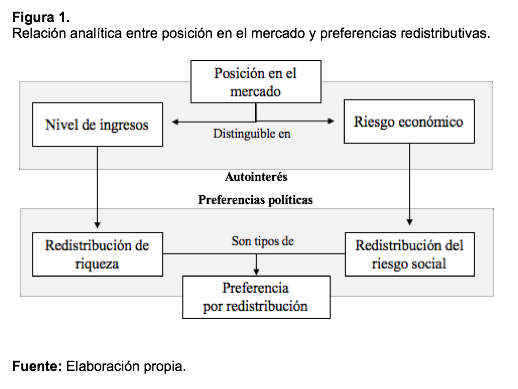 Figura 1.
Relación analítica entre posición en el mercado y preferencias redistributivas.
Posición en el
mercado
Nivel de ingresos
Distinguible en
Riesgo económico
Autointerés
Preferencias políticas
Redistribución de
riqueza
Son tipos de
Redistribución del
riesgo social
Preferencia
por redistribución
Fuente: Elaboración propia.